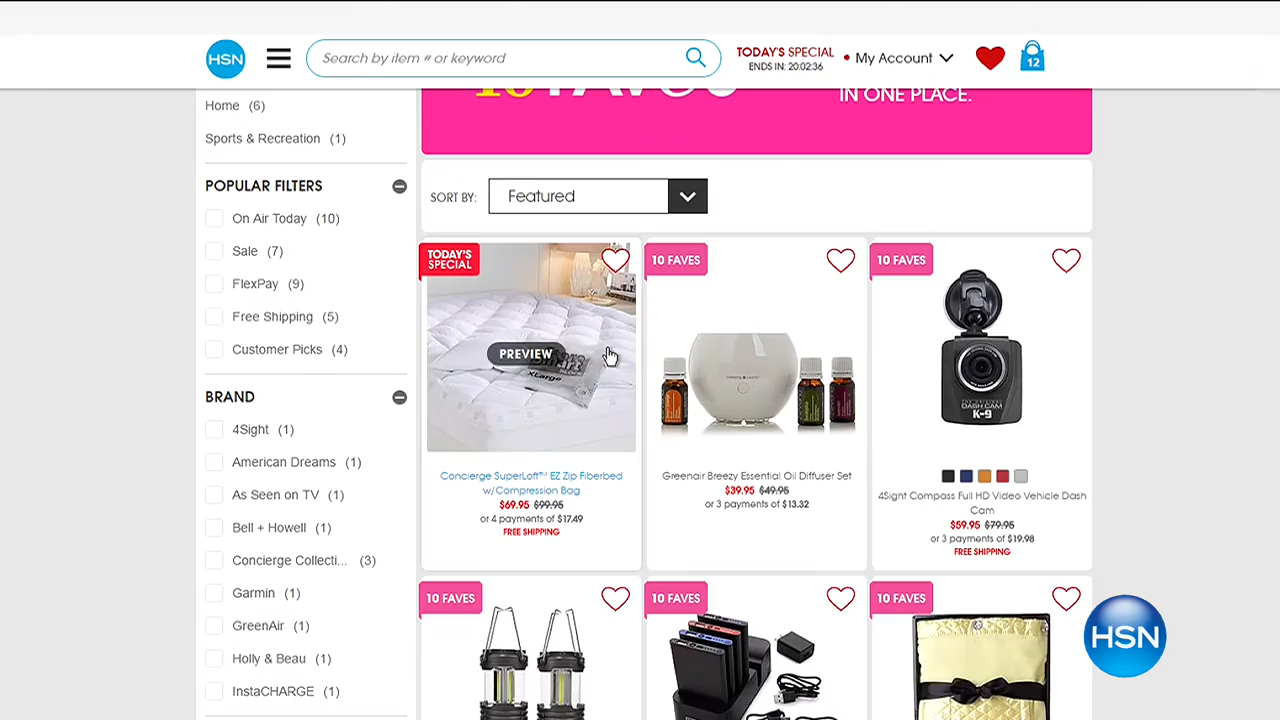 HSN
Search by item # or keyword
TODAY'S SPECIAL
ENDS IN: 20:02:36
My Account
12
Home (6)
Sports & Recreation (1)
POPULAR FILTERS
On Air Today (10)
Sale (7)
FlexPay (9)
Free Shipping (5)
Customer Picks (4)
BRAND
4Sight (1)
American Dreams (1)
As Seen on TV (1)
Bell + Howell (1)
Concierge Collecti... (3)
Garmin (1)
GreenAir (1)
Holly & Beau (1)
InstaCHARGE (1)
10 FAVES
IN ONE PLACE.
SORT BY: Featured
TODAY'S
SPECIAL
PREVIEW
XLarge
Concierge SuperLoft™ EZ Zip Fiberbed
w/Compression Bag
$69.95 $99.95
or 4 payments of $17.49
FREE SHIPPING
10 FAVES
Greenair Breezy Essential Oil Diffuser Set
$39.95 $49.95
or 3 payments of $13.32
10 FAVES
DASH CAM
K-9
4Sight Compass Full HD Video Vehicle Dash
Cam
$59.95 $79.95
or 3 payments of $19.98
FREE SHIPPING
10 FAVES
10 FAVES
10 FAVES
HSN